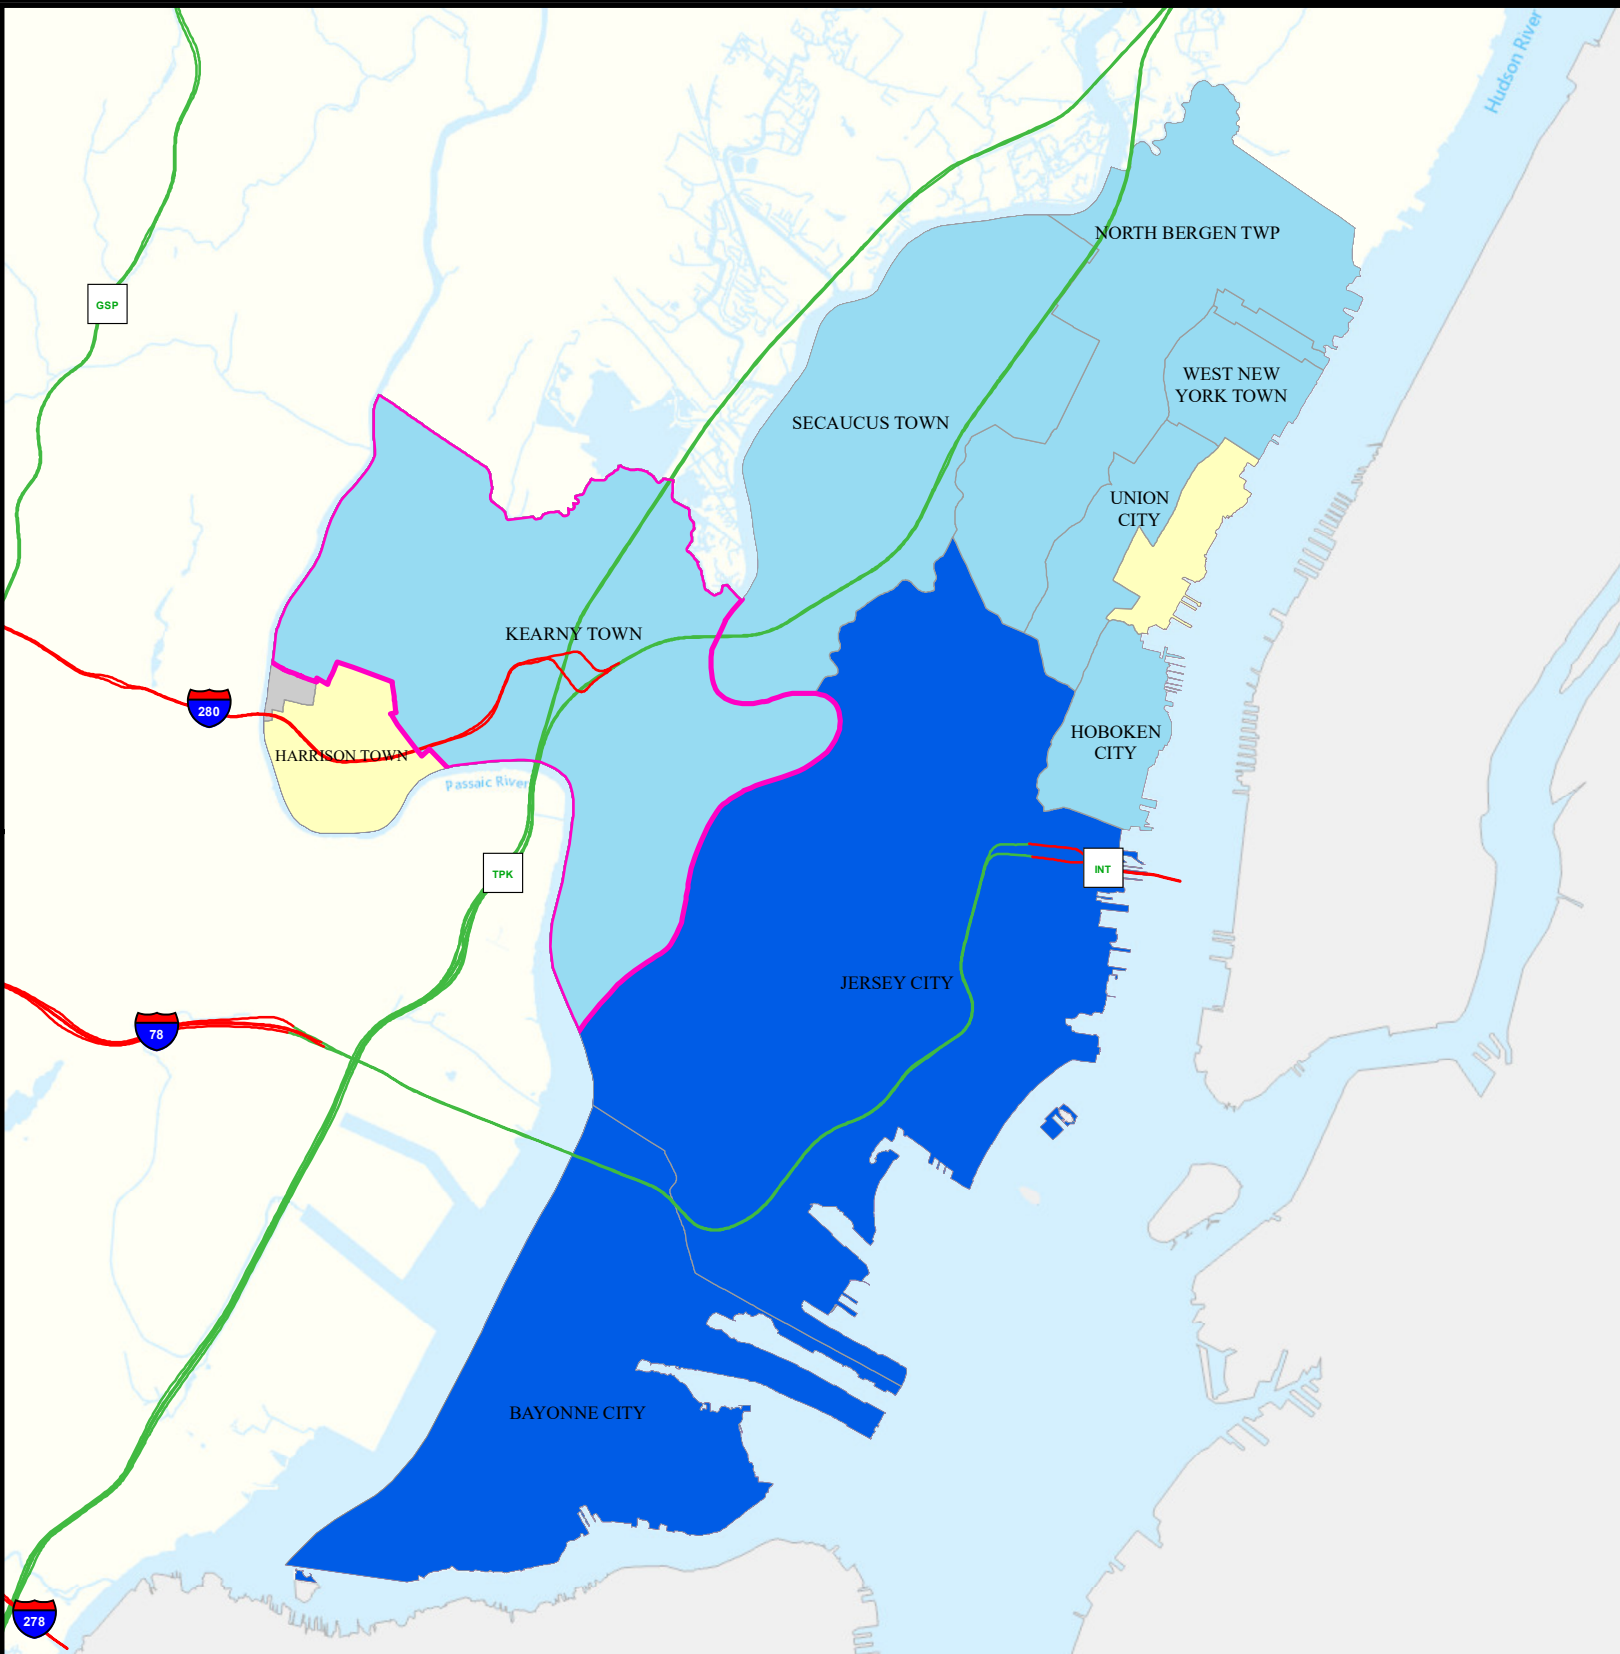 Hudson River
NORTH BERGEN TWP
GSP
WEST NEW
YORK TOWN
SECAUCUS TOWN
UNION
CITY
KEARNY TOWN
280
HOBOKEN
CITY
HARRISON TOWN
Passaic River
TPK
INT
JERSEY CITY
78
BAYONNE CITY
278